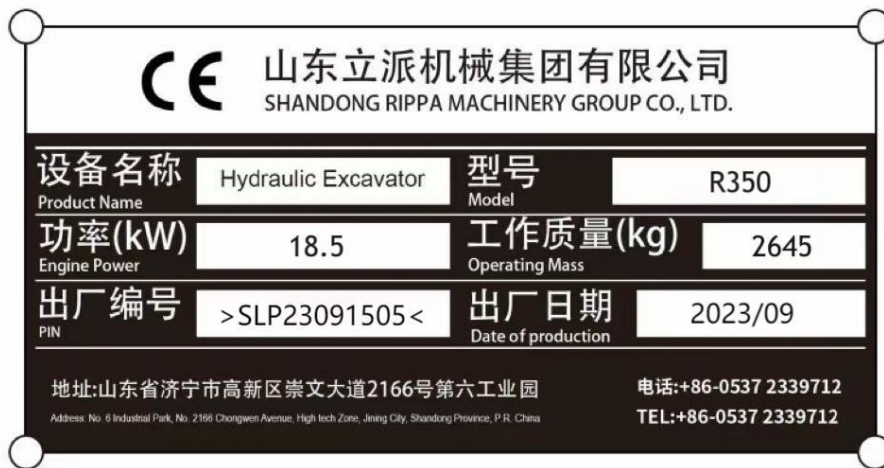 CE 山东立派机械集团有限公司
SHANDONG RIPPA MACHINERY GROUP CO., LTD.
设备名称 Hydraulic Excavator 型号 R350
Product Name Model
功率(kW) 18.5 工作质量(kg) 2645
Engine Power Operating Mass
出厂编号 >SLP23091505< 出厂日期 2023/09
PIN Date of production
地址:山东省济宁市高新区崇文大道2166号第六工业园 电话:+86-0537 2339712
Address: No. 6 Industrial Park, No. 2166 Chongwen Avenue, High tech Zone, Jining City, Shandong Province, P. R. China TEL:+86-0537 2339712